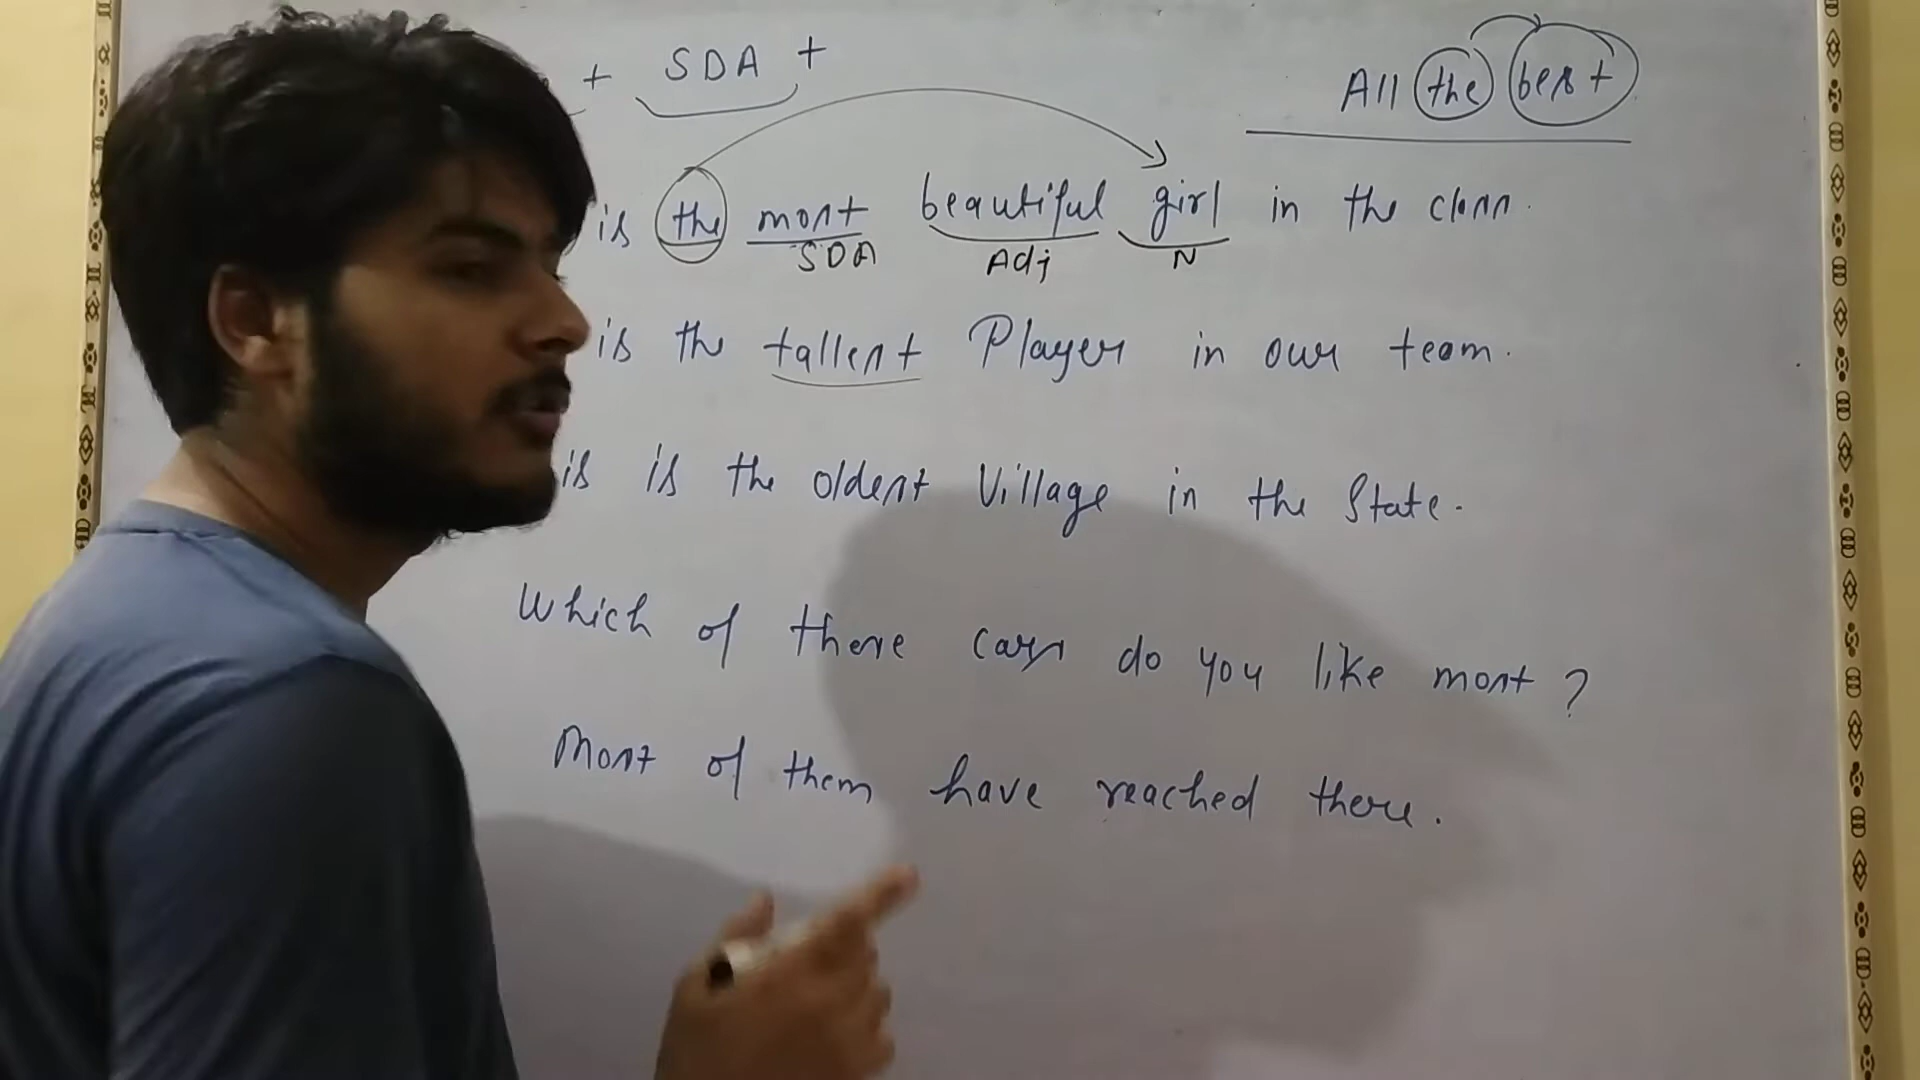 + SDA +
All the best
is the most beautiful girl in the class.
SDA Adj N
is the tallest Player in our team.
is is the oldest Village in the State.
Which of these cars do you like most?
Most of them have reached there.